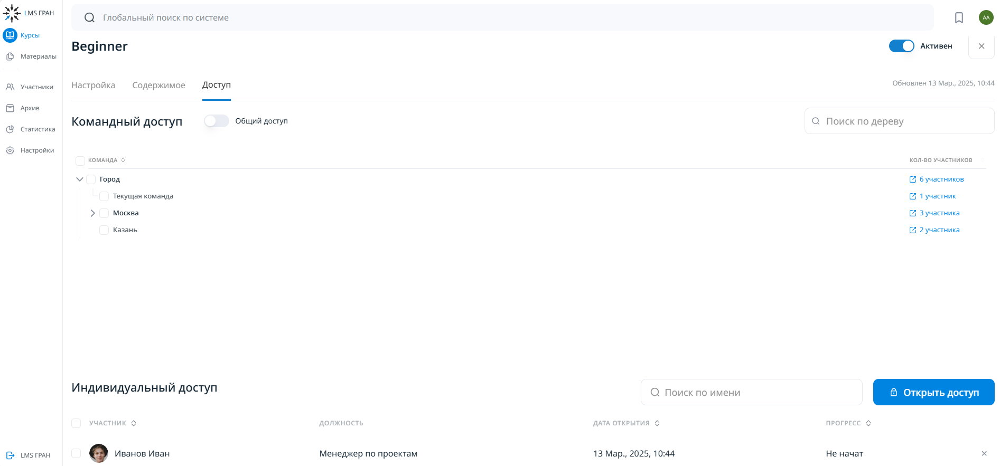 LMS ГРАН
Глобальный поиск по системе
АА
Курсы
Beginner
Активен
Материалы
Настройка Содержимое Доступ
Обновлен 13 Мар., 2025, 10:44
Участники
Архив
Командный доступ
Общий доступ
Поиск по дереву
Статистика
Настройки
КОМАНДА КОЛ-ВО УЧАСТНИКОВ
Город 6 участников
Текущая команда 1 участник
Москва 3 участника
Казань 2 участника
Индивидуальный доступ
Поиск по имени
Открыть доступ
УЧАСТНИК ДОЛЖНОСТЬ ДАТА ОТКРЫТИЯ ПРОГРЕСС
Иванов Иван Менеджер по проектам 13 Мар., 2025, 10:44 Не начат
LMS ГРАН